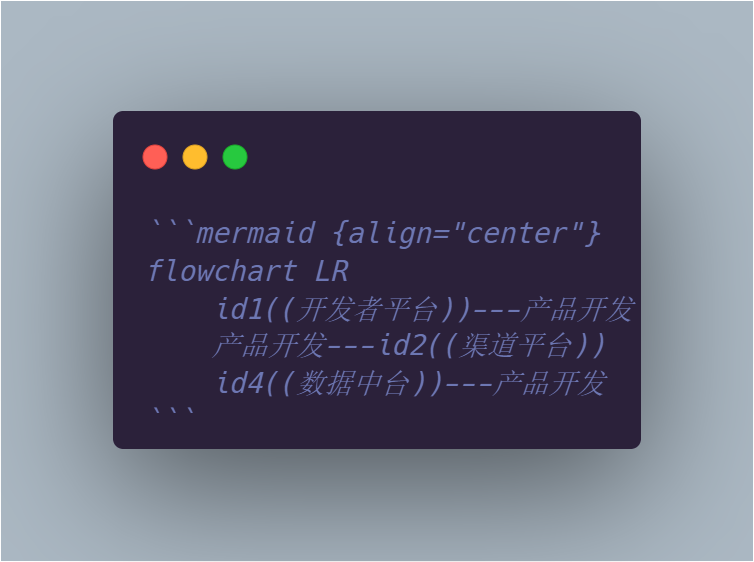 ```mermaid {align="center"}
flowchart LR
    id1((开发者平台))---产品开发
    产品开发---id2((渠道平台))
    id4((数据中台))---产品开发
```